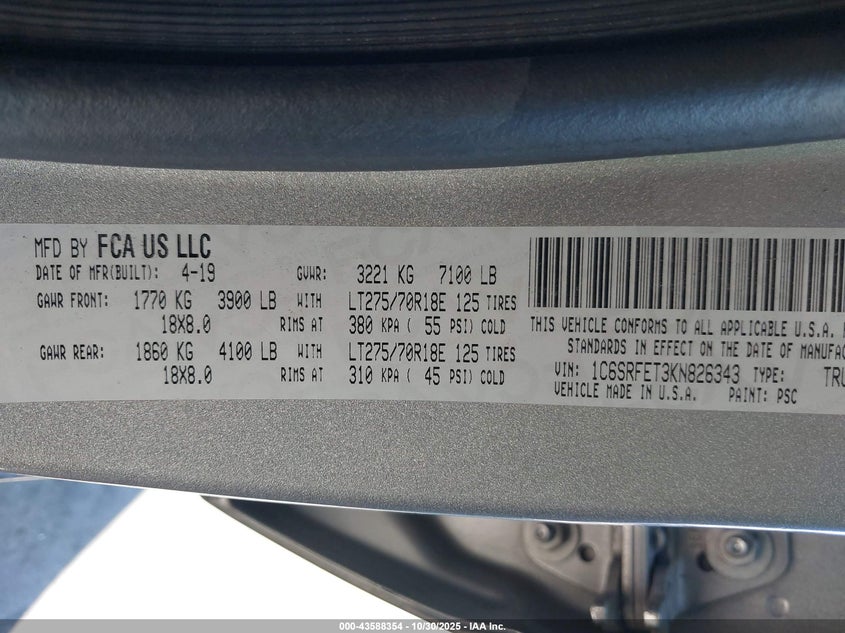 MFD BY FCA US LLC
DATE OF MFR(BUILT): 4-19 GVWR: 3221 KG 7100 LB
GAWR FRONT: 1770 KG 3900 LB WITH LT275/70R18E 125 TIRES
18X8.0 RIMS AT 380 KPA ( 55 PSI) COLD
GAWR REAR: 1860 KG 4100 LB WITH LT275/70R18E 125 TIRES
18X8.0 RIMS AT 310 KPA ( 45 PSI) COLD
THIS VEHICLE CONFORMS TO ALL APPLICABLE U.S.A.
STANDARDS IN EFFECT ON THE DATE OF
VIN: 1C6SRFET3KN826343 TYPE:
VEHICLE MADE IN U.S.A. PAINT: PSC
000-43588354 - 10/30/2025 - IAA Inc.